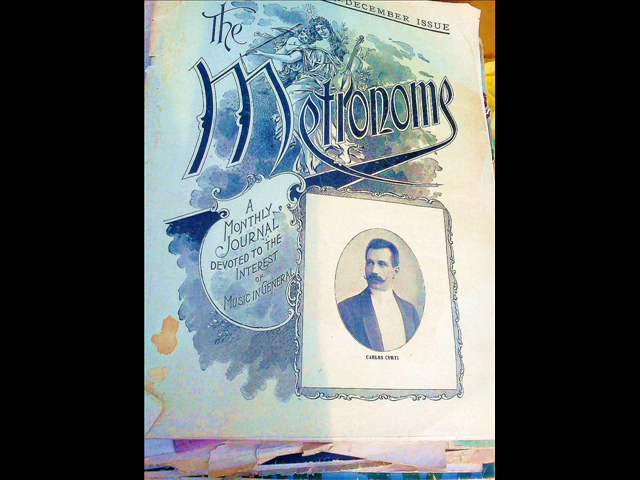 DECEMBER ISSUE
The
Metronome
A
MONTHLY
JOURNAL
DEVOTED TO THE
INTEREST
OF
MUSIC IN GENERAL
CARLOS CURTI